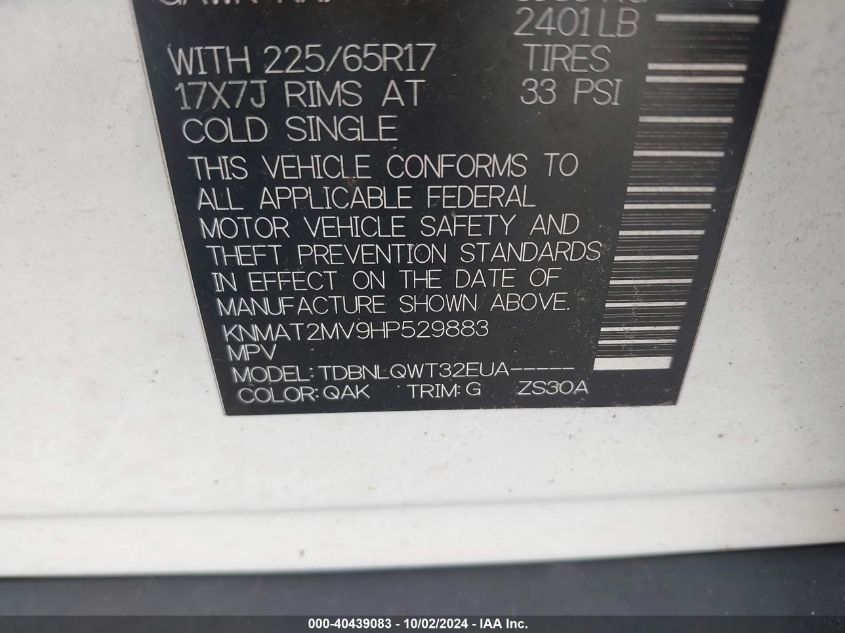 2401LB
WITH 225/65R17 TIRES
17X7J RIMS AT 33 PSI
COLD SINGLE
THIS VEHICLE CONFORMS TO
ALL APPLICABLE FEDERAL
MOTOR VEHICLE SAFETY AND
THEFT PREVENTION STANDARDS
IN EFFECT ON THE DATE OF
MANUFACTURE SHOWN ABOVE.
KNMAT2MV9HP529883
MPV
MODEL:TDBNLQWT32EUA-----
COLOR:QAK TRIM:G ZS30A
000-40439083 - 10/02/2024 - IAA Inc.